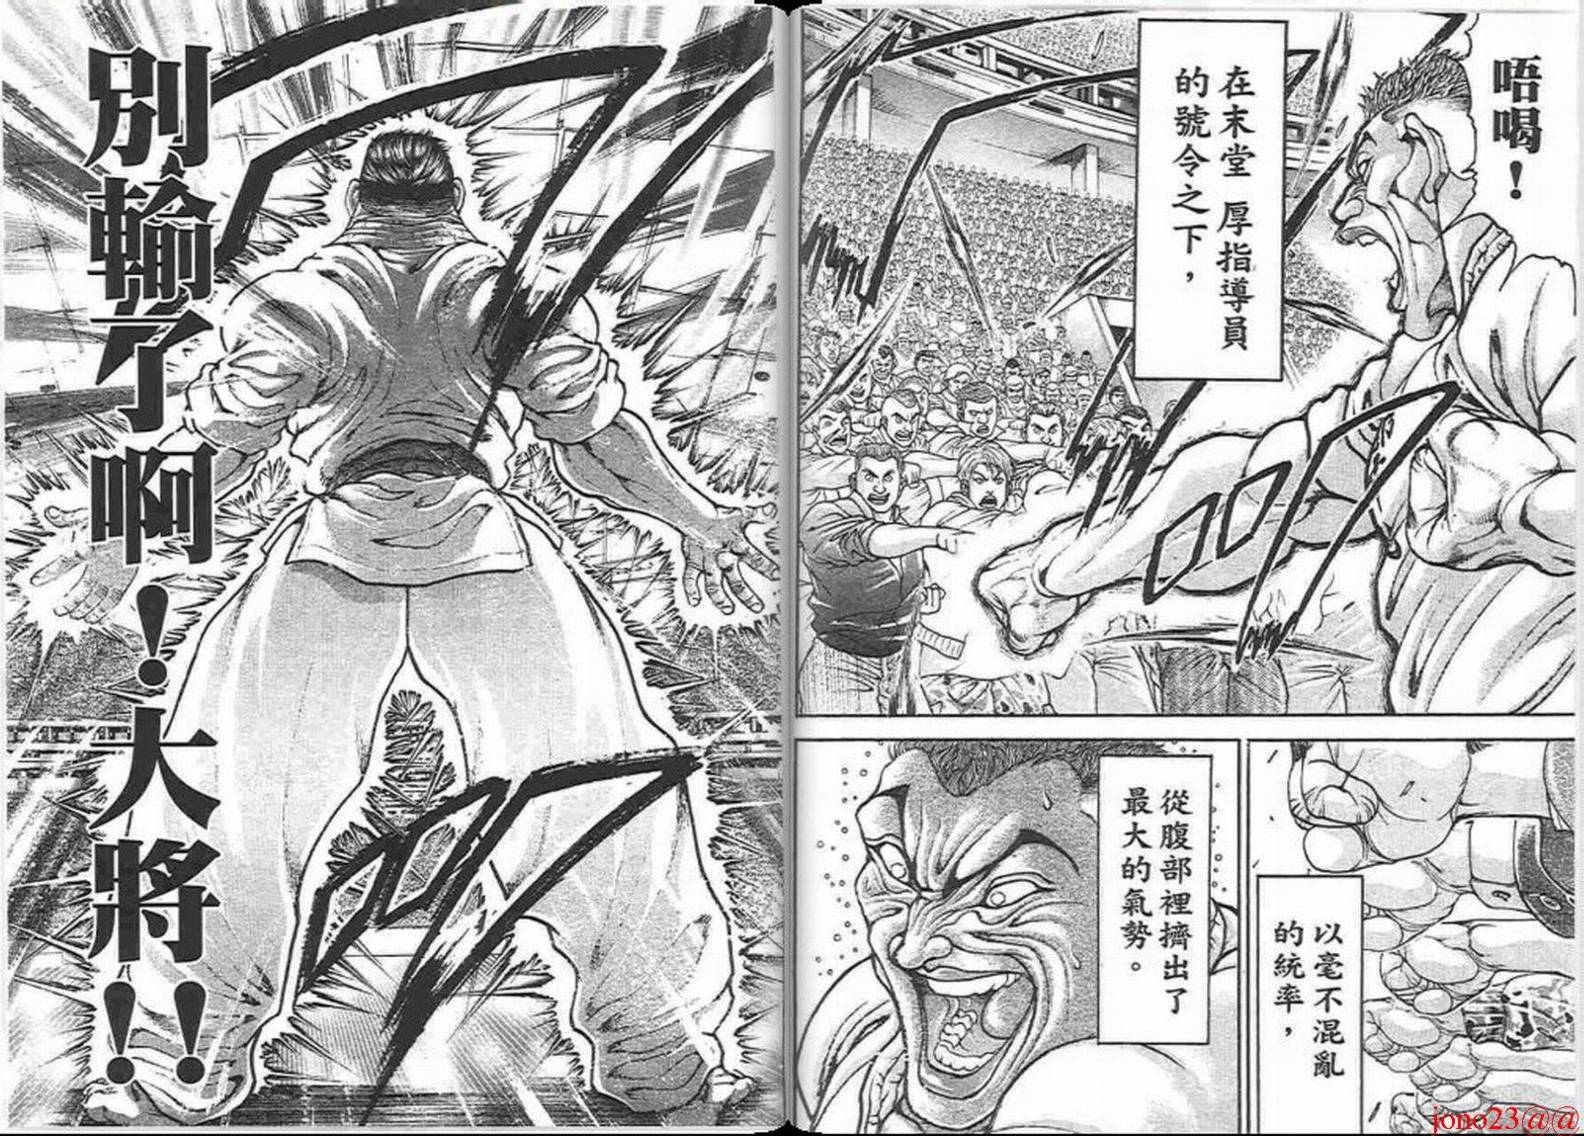 唔喝！
在末堂 厚指導員
的號令之下，
以毫不混亂
的統率，
從腹部裡擠出了
最大的氣勢。
別輸了啊！大將！！
jono23@@